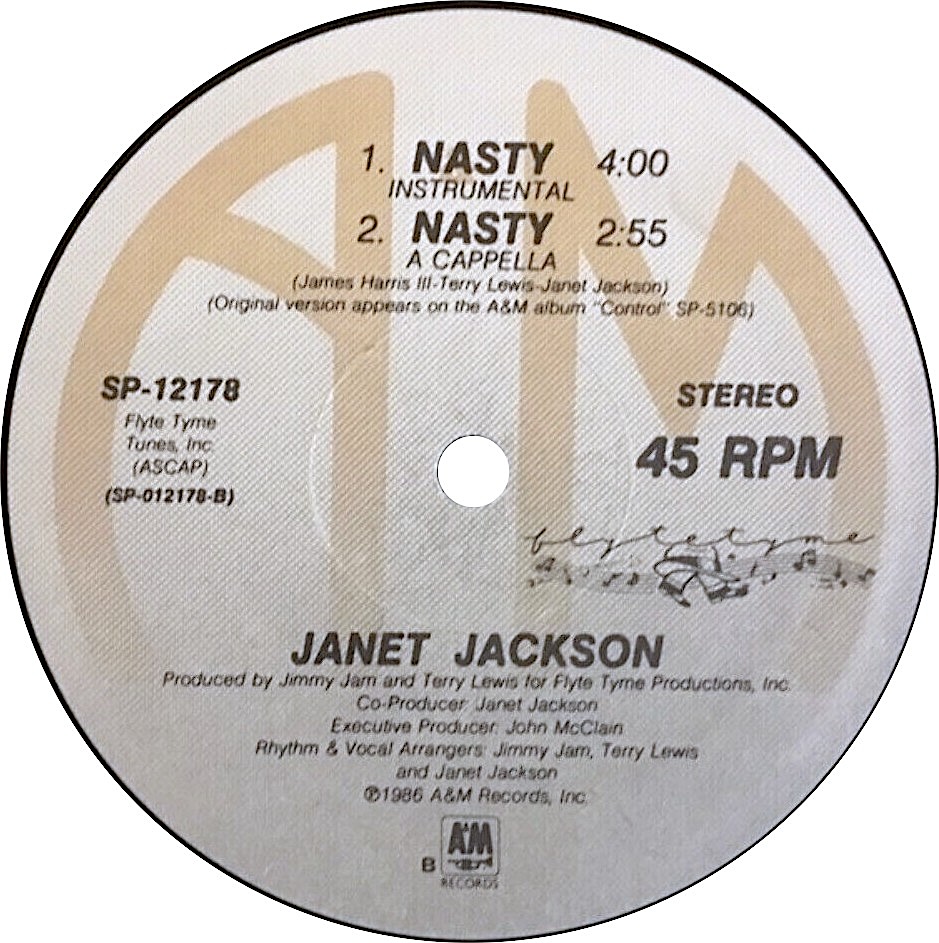 1. NASTY 4:00
INSTRUMENTAL
2. NASTY 2:55
A CAPPELLA
(James Harris III-Terry Lewis-Janet Jackson)
(Original version appears on the A&M album "Control" SP-5106)
SP-12178
Flyte Tyme
Tunes, Inc.
(ASCAP)
(SP-012178-B)
STEREO
45 RPM
flyte tyme
JANET JACKSON
Produced by Jimmy Jam and Terry Lewis for Flyte Tyme Productions, Inc.
Co-Producer: Janet Jackson
Executive Producer: John McClain
Rhythm & Vocal Arrangers: Jimmy Jam, Terry Lewis
and Janet Jackson
℗1986 A&M Records, Inc.
A&M
B
RECORDS